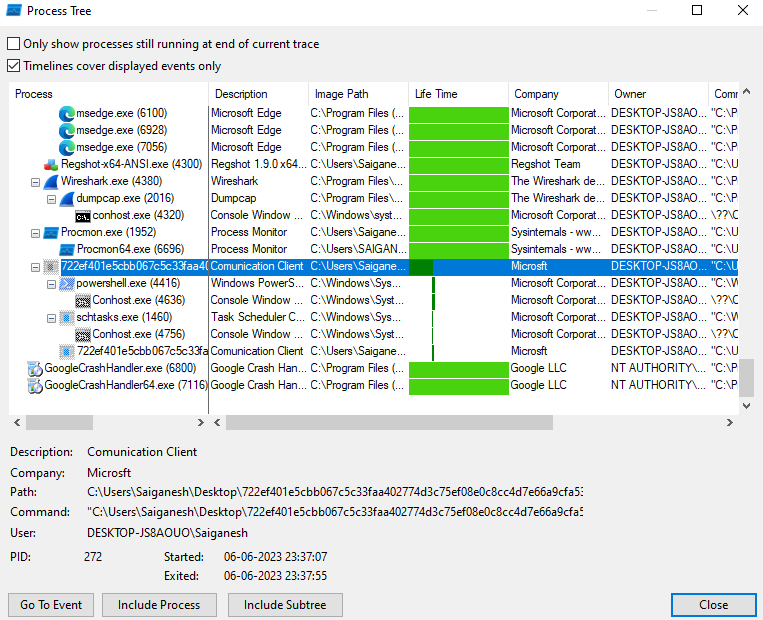 Process Tree
Only show processes still running at end of current trace
Timelines cover displayed events only
Process Description Image Path Life Time Company Owner Comm
msedge.exe (6100) Microsoft Edge C:\Program Files (... Microsoft Corporat... DESKTOP-JS8AO... "C:\P
msedge.exe (6928) Microsoft Edge C:\Program Files (... Microsoft Corporat... DESKTOP-JS8AO... "C:\P
msedge.exe (7056) Microsoft Edge C:\Program Files (... Microsoft Corporat... DESKTOP-JS8AO... "C:\P
Regshot-x64-ANSI.exe (4300) Regshot 1.9.0 x64... C:\Users\Saigane... Regshot Team DESKTOP-JS8AO... "C:\U
Wireshark.exe (4380) Wireshark C:\Program Files\... The Wireshark de... DESKTOP-JS8AO... "C:\P
dumpcap.exe (2016) Dumpcap C:\Program Files\... The Wireshark de... DESKTOP-JS8AO... "C:\P
conhost.exe (4320) Console Window ... C:\Windows\syst... Microsoft Corporat... DESKTOP-JS8AO... \??\C
Procmon.exe (1952) Process Monitor C:\Users\Saigane... Sysinternals - ww... DESKTOP-JS8AO... "C:\U
Procmon64.exe (6696) Process Monitor C:\Users\SAIGAN... Sysinternals - ww... DESKTOP-JS8AO... "C:\U
722ef401e5cbb067c5c33faa40 Comunication Client C:\Users\Saigane... Microsft DESKTOP-JS8AO... "C:\U
powershell.exe (4416) Windows PowerS... C:\Windows\Sys... Microsoft Corporat... DESKTOP-JS8AO... "C:\W
Conhost.exe (4636) Console Window ... C:\Windows\Syst... Microsoft Corporat... DESKTOP-JS8AO... \??\C
schtasks.exe (1460) Task Scheduler C... C:\Windows\Sys... Microsoft Corporat... DESKTOP-JS8AO... "C:\W
Conhost.exe (4756) Console Window ... C:\Windows\Syst... Microsoft Corporat... DESKTOP-JS8AO... \??\C
722ef401e5cbb067c5c33fa Comunication Client C:\Users\Saigane... Microsft DESKTOP-JS8AO... "C:\U
GoogleCrashHandler.exe (6800) Google Crash Han... C:\Program Files (... Google LLC NT AUTHORITY\... "C:\P
GoogleCrashHandler64.exe (7116) Google Crash Han... C:\Program Files (... Google LLC NT AUTHORITY\... "C:\P
Description: Comunication Client
Company: Microsft
Path: C:\Users\Saiganesh\Desktop\722ef401e5cbb067c5c33faa402774d3c75ef08e0c8cc4d7e66a9cfa53
Command: "C:\Users\Saiganesh\Desktop\722ef401e5cbb067c5c33faa402774d3c75ef08e0c8cc4d7e66a9cfa5
User: DESKTOP-JS8AOUO\Saiganesh
PID: 272 Started: 06-06-2023 23:37:07
Exited: 06-06-2023 23:37:55
Go To Event Include Process Include Subtree Close